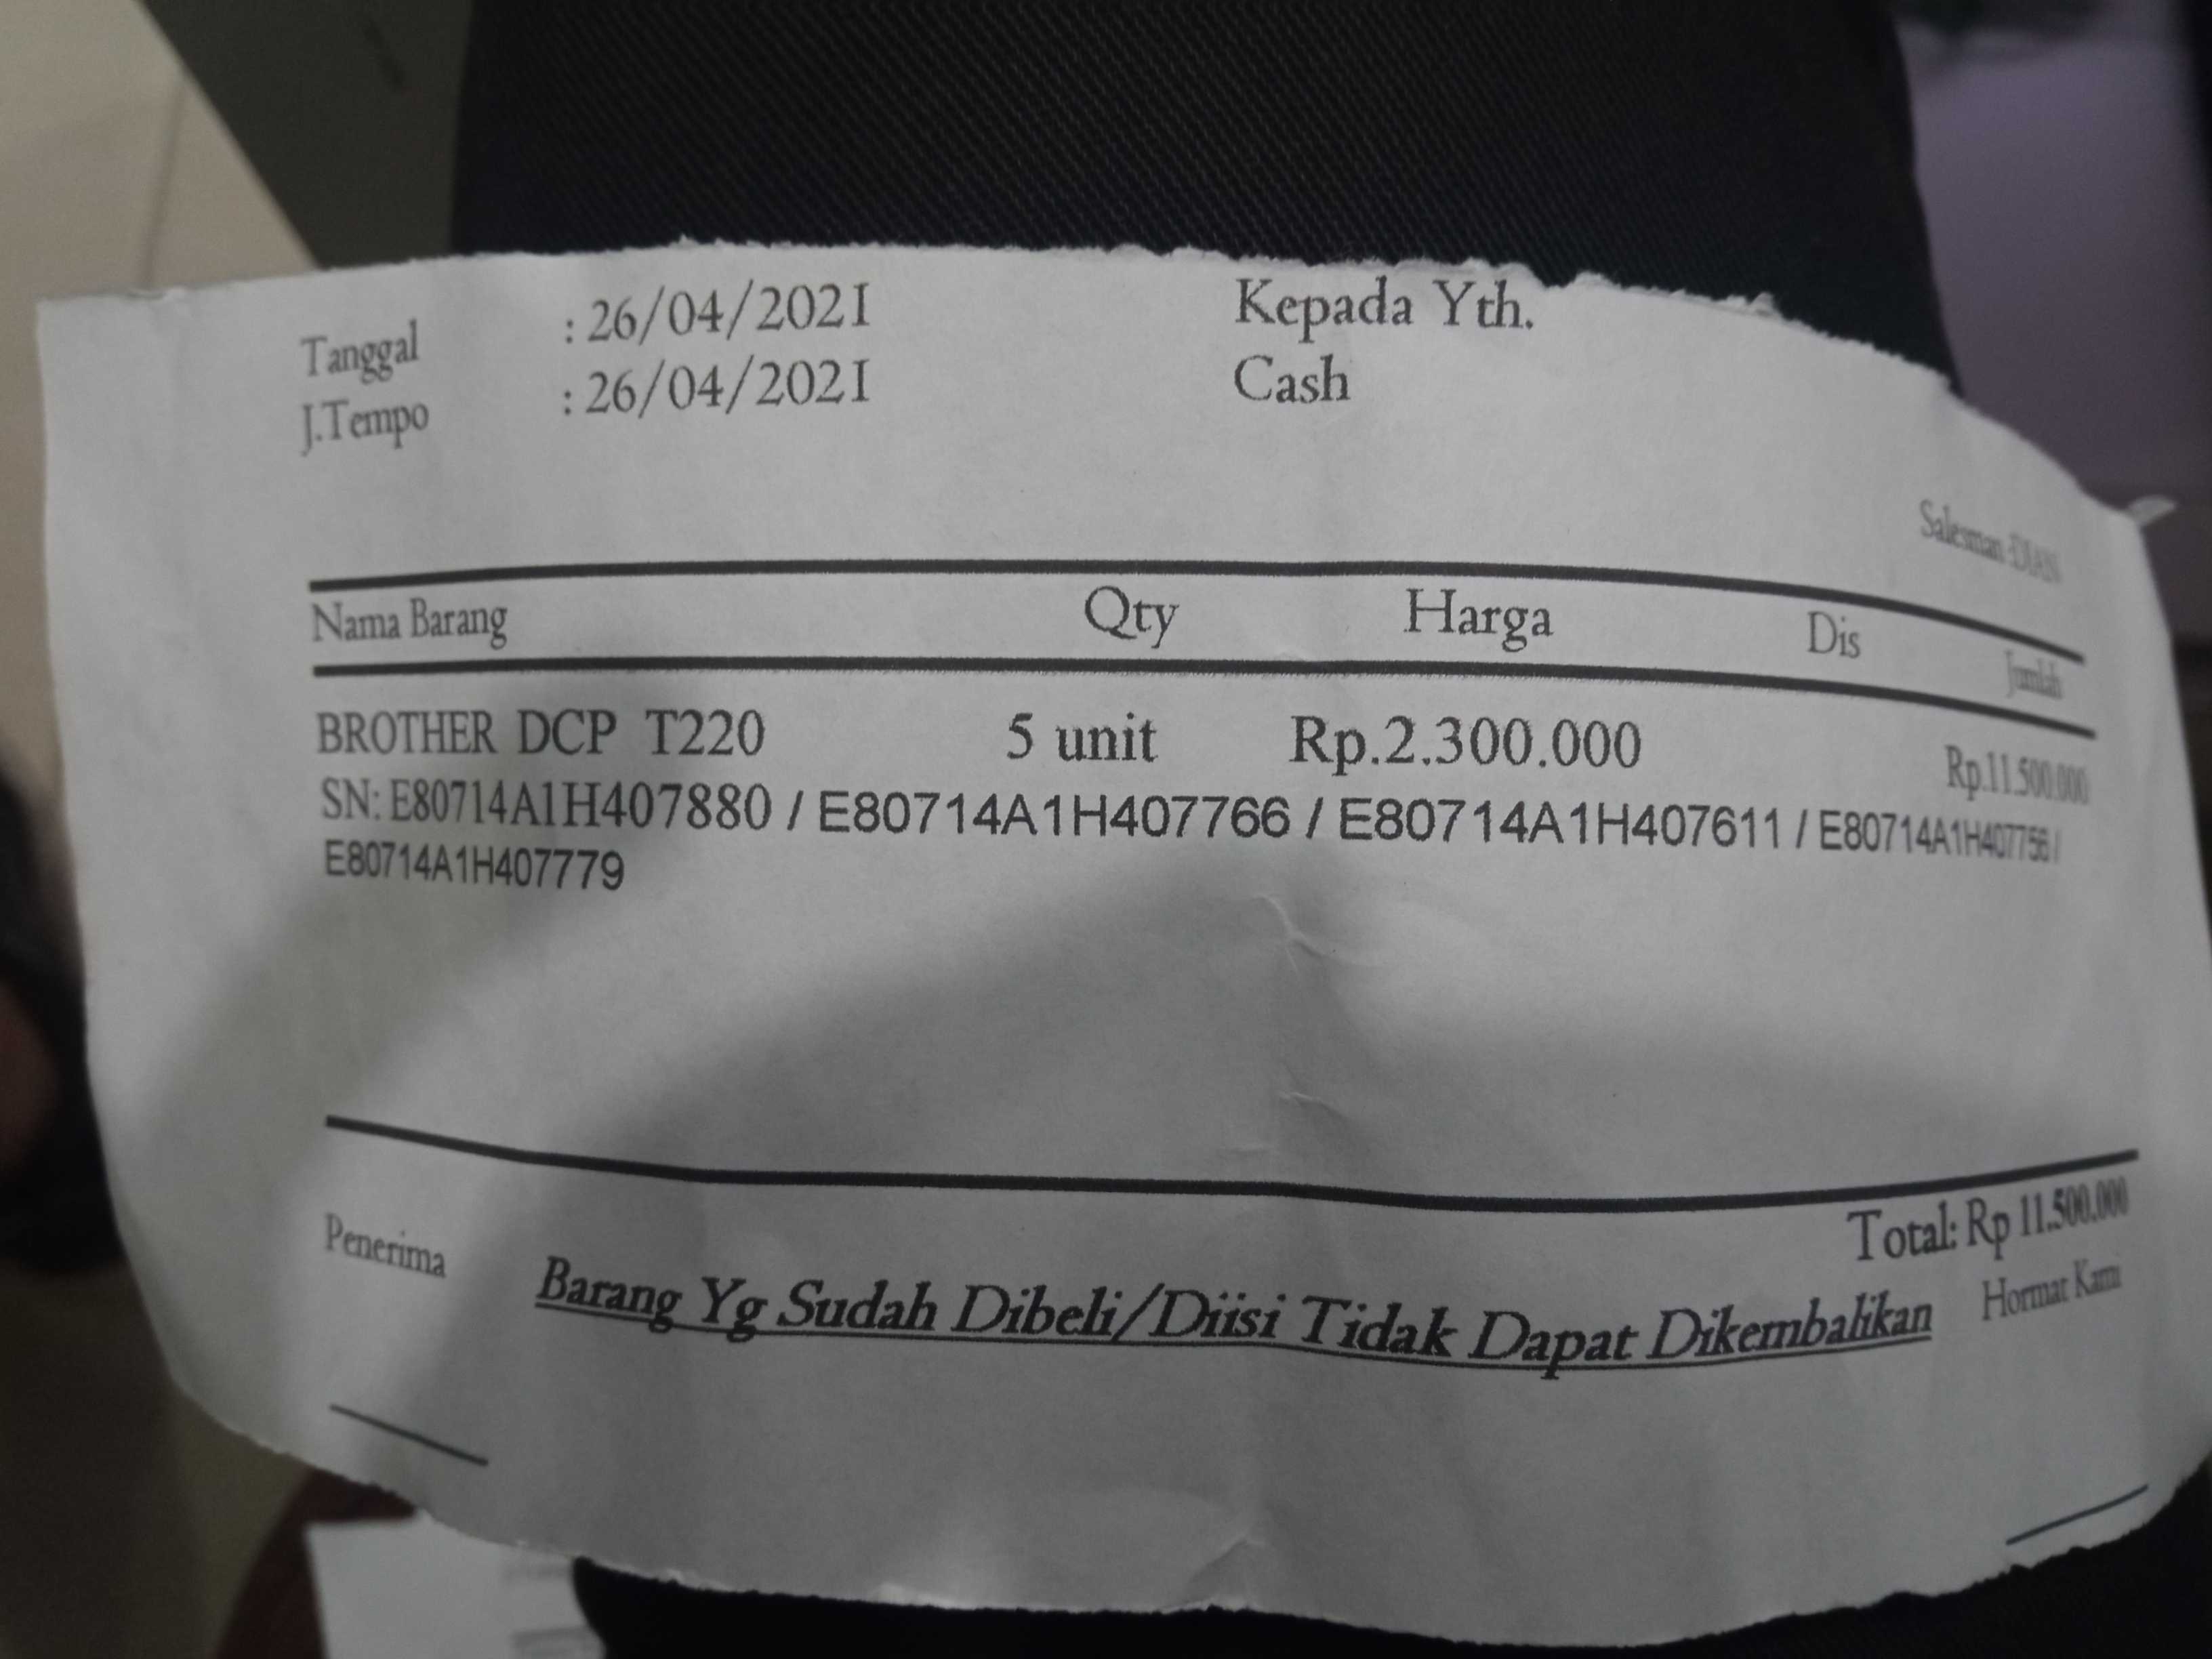 Tanggal : 26/04/2021 Kepada Yth.
J.Tempo : 26/04/2021 Cash
Salesman :DIAN
Nama Barang Qty Harga Dis Jumlah
BROTHER DCP T220 5 unit Rp.2.300.000 Rp.11.500.000
SN: E80714A1H407880 / E80714A1H407766 / E80714A1H407611 / E80714A1H407756 /
E80714A1H407779
Total: Rp 11.500.000
Penerima Barang Yg Sudah Dibeli/Diisi Tidak Dapat Dikembalikan Hormat Kami